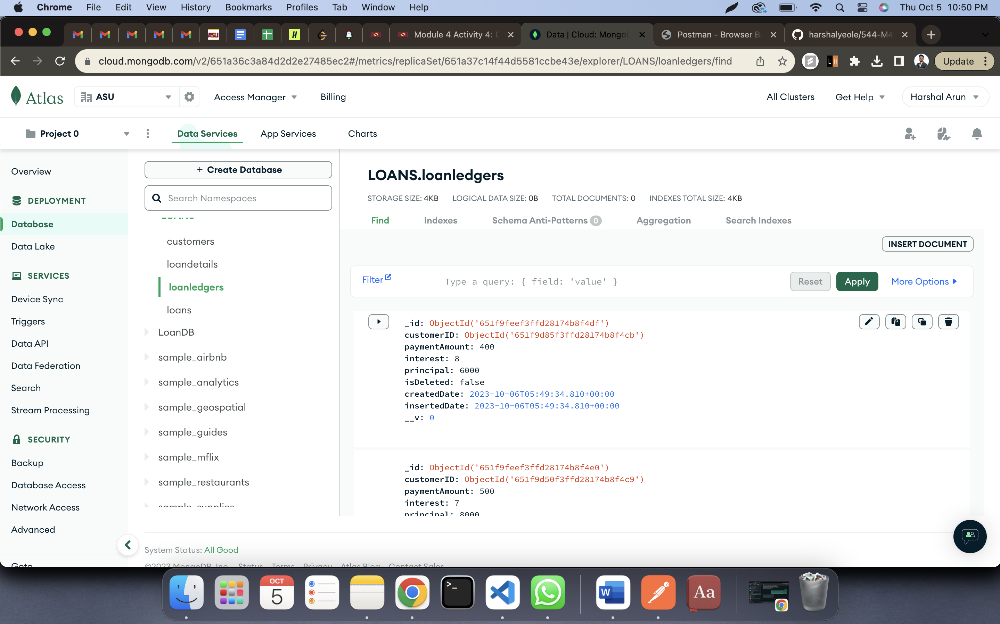 Chrome File Edit View History Bookmarks Profiles Tab Window Help Thu Oct 5 10:50 PM
Module 4 Activity 4: Data | Cloud: MongoD Postman - Browser B harshalyeole/544-M4
cloud.mongodb.com/v2/651a36c3a84d2d2e27485ec2#/metrics/replicaSet/651a37c14f44d5581ccbe43e/explorer/LOANS/loanledgers/find LH Update
Atlas ASU Access Manager Billing All Clusters Get Help Harshal Arun
Project 0 Data Services App Services Charts
Overview
DEPLOYMENT
Database
Data Lake
SERVICES
Device Sync
Triggers
Data API
Data Federation
Search
Stream Processing
SECURITY
Backup
Database Access
Network Access
Advanced
Goto
+ Create Database
Search Namespaces
LOANS
customers
loandetails
loanledgers
loans
LoanDB
sample_airbnb
sample_analytics
sample_geospatial
sample_guides
sample_mflix
sample_restaurants
sample_supplies
LOANS.loanledgers
STORAGE SIZE: 4KB LOGICAL DATA SIZE: 0B TOTAL DOCUMENTS: 0 INDEXES TOTAL SIZE: 4KB
Find Indexes Schema Anti-Patterns 0 Aggregation Search Indexes
INSERT DOCUMENT
Filter Type a query: { field: 'value' } Reset Apply More Options
_id: ObjectId('651f9feef3ffd28174b8f4df')
customerID: ObjectId('651f9d85f3ffd28174b8f4cb')
paymentAmount: 400
interest: 8
principal: 6000
isDeleted: false
createdDate: 2023-10-06T05:49:34.810+00:00
insertedDate: 2023-10-06T05:49:34.810+00:00
__v: 0
_id: ObjectId('651f9feef3ffd28174b8f4e0')
customerID: ObjectId('651f9d50f3ffd28174b8f4c9')
paymentAmount: 500
interest: 7
principal: 8000
System Status: All Good
©2023 MongoDB, Inc. Status Terms Privacy Atlas Blog Contact Sales
OCT
5
>_
W
Aa